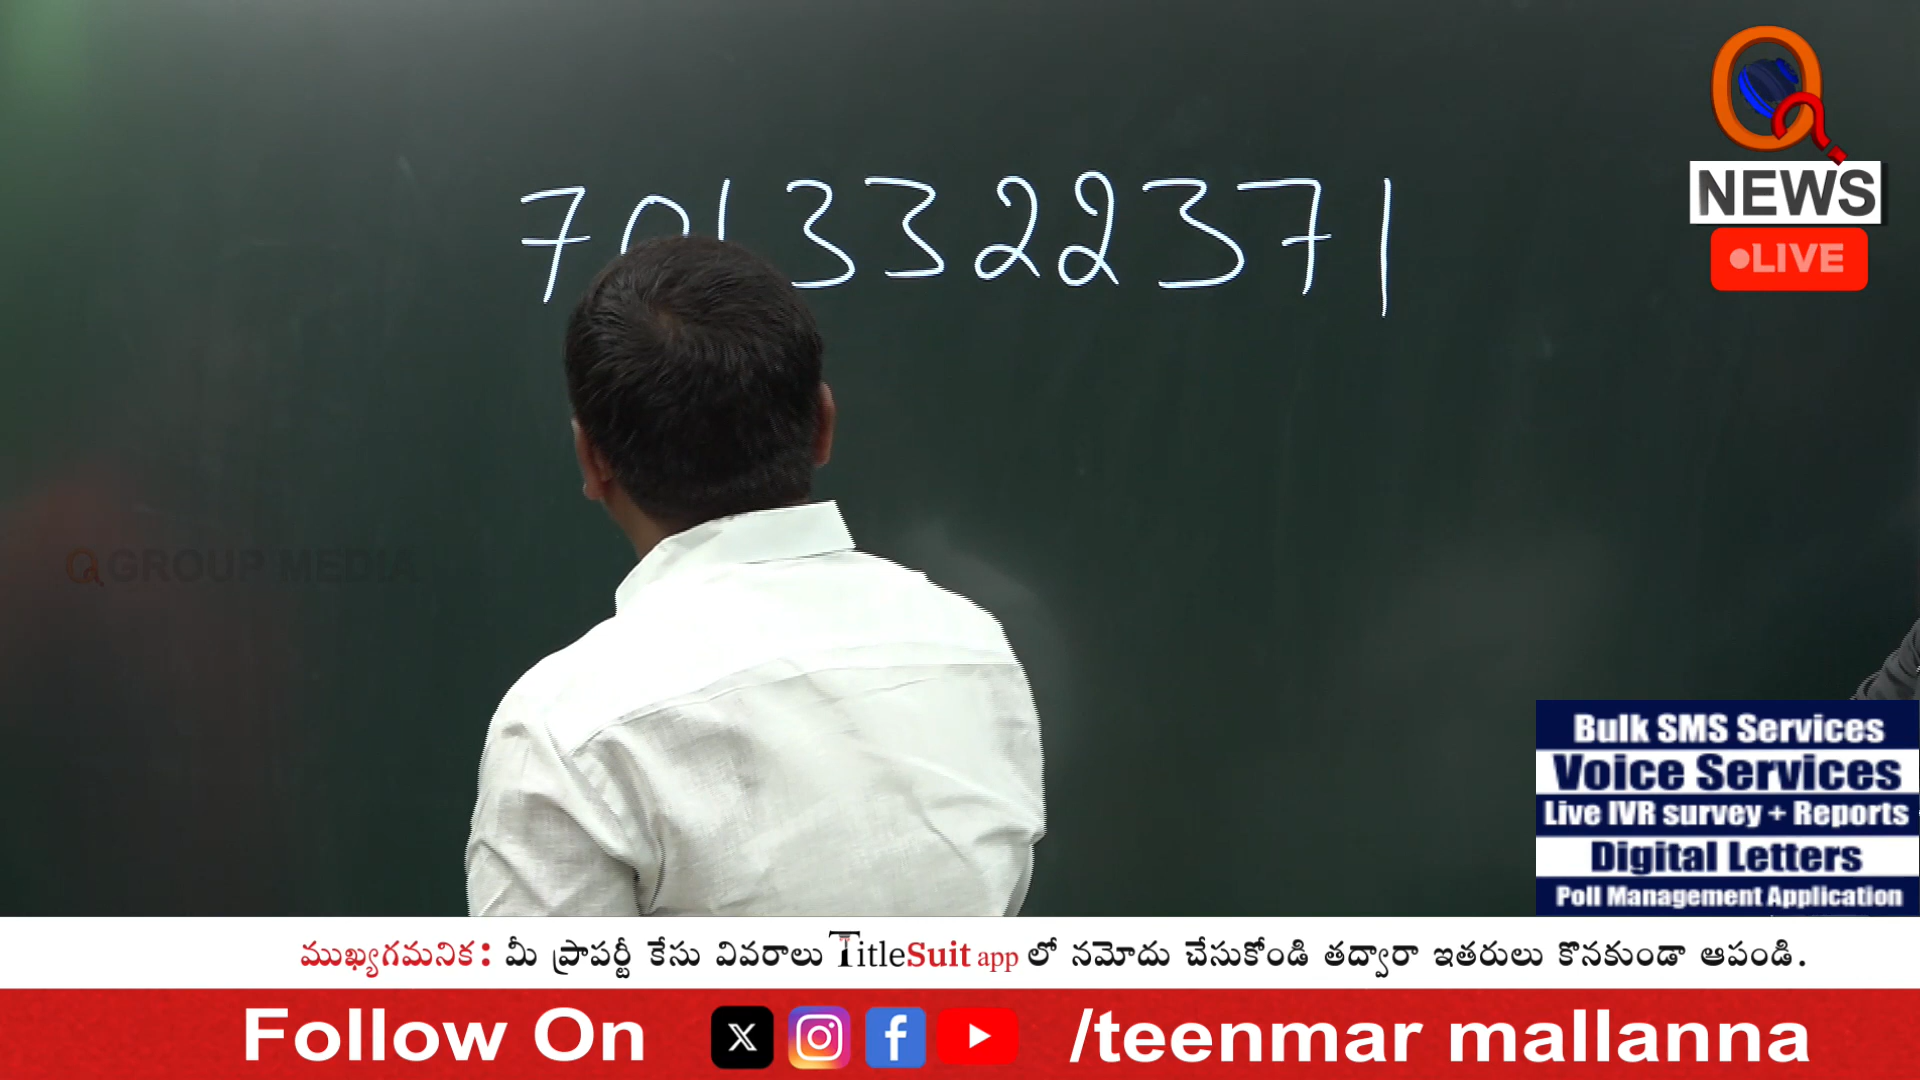 7013322371
NEWS
LIVE
GROUP MEDIA
Bulk SMS Services
Voice Services
Live IVR survey + Reports
Digital Letters
Poll Management Application
ముఖ్యగమనిక: మీ ప్రాపర్టీ కేసు వివరాలు TitleSuit app లో నమోదు చేసుకోండి తద్వారా ఇతరులు కొనకుండా ఆపండి.
Follow On /teenmar mallanna